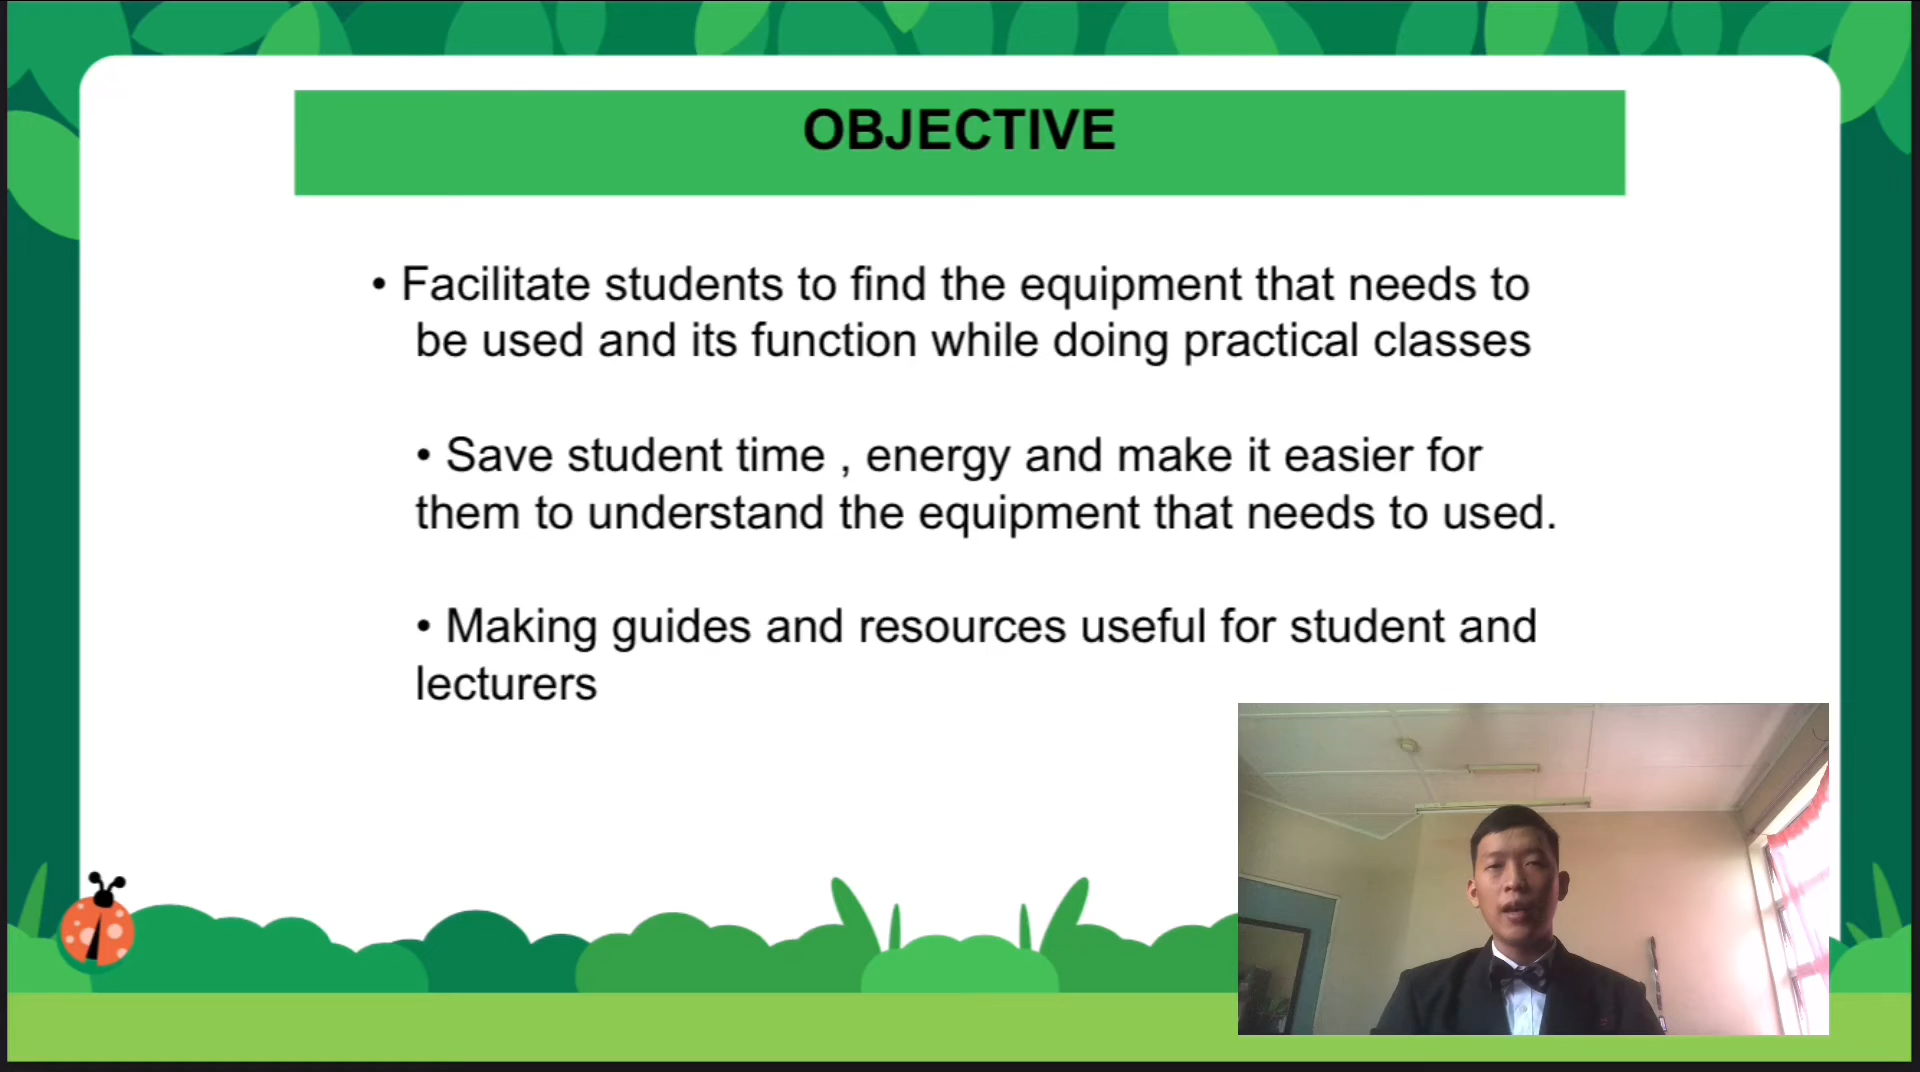 OBJECTIVE
• Facilitate students to find the equipment that needs to
be used and its function while doing practical classes
• Save student time , energy and make it easier for
them to understand the equipment that needs to used.
• Making guides and resources useful for student and
lecturers